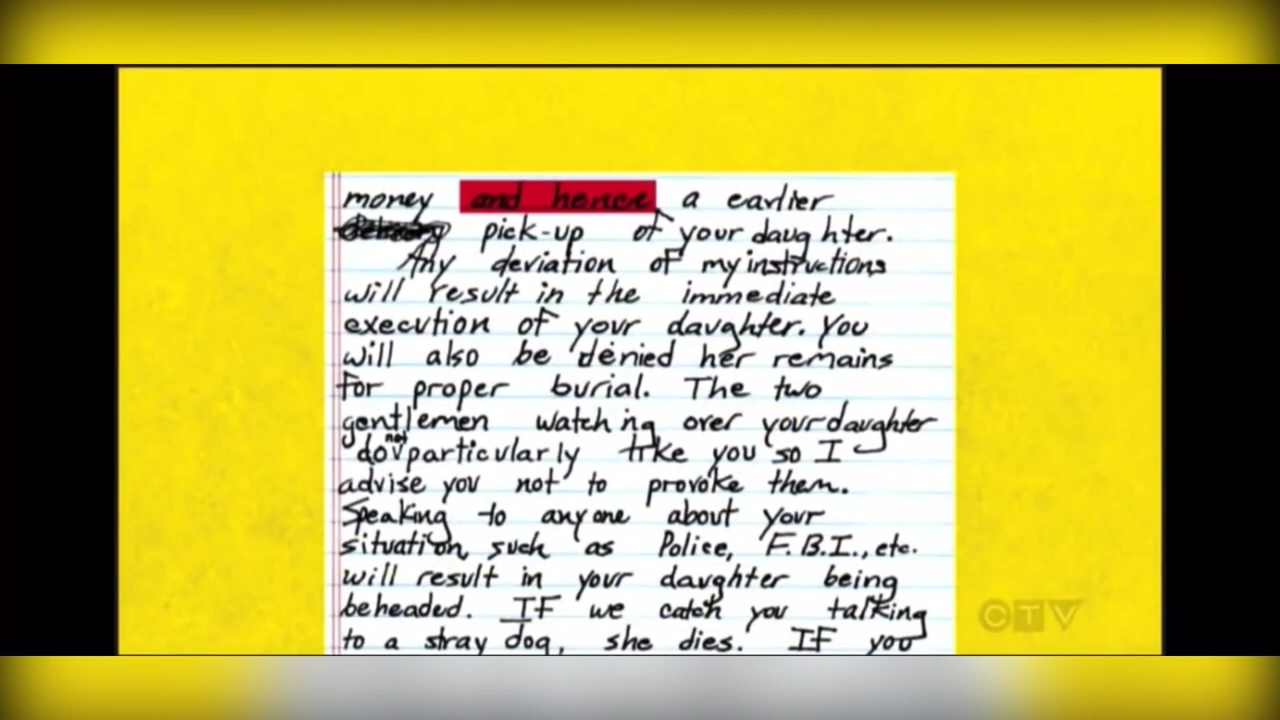 money and hence, a earlier
pick-up of your daughter.
Any deviation of my instructions
will result in the immediate
execution of your daughter. You
will also be denied her remains
for proper burial. The two
gentlemen watching over your daughter
do not particularly like you so I
advise you not to provoke them.
Speaking to anyone about your
situation, such as Police, F.B.I., etc.
will result in your daughter being
beheaded. IF we catch you talking
to a stray dog, she dies. IF you
CTV